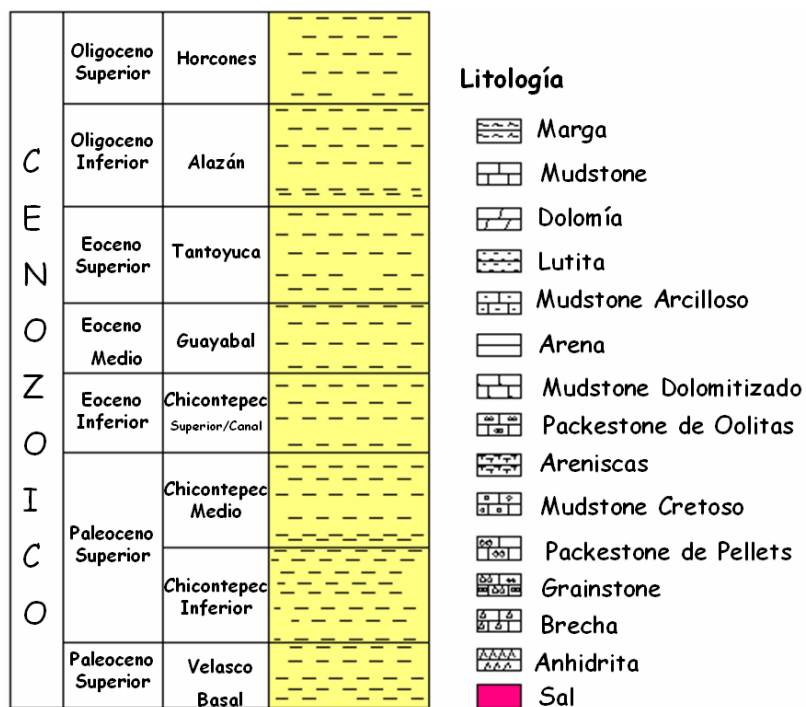 CENOZOICO
Oligoceno
Superior
Horcones
Oligoceno
Inferior
Alazán
Eoceno
Superior
Tantoyuca
Eoceno
Medio
Guayabal
Eoceno
Inferior
Chicontepec
Superior/Canal
Paleoceno
Superior
Chicontepec
Medio
Chicontepec
Inferior
Paleoceno
Superior
Velasco
Basal
Litología
Marga
Mudstone
Dolomía
Lutita
Mudstone Arcilloso
Arena
Mudstone Dolomitizado
Packestone de Oolitas
Areniscas
Mudstone Cretoso
Packestone de Pellets
Grainstone
Brecha
Anhidrita
Sal